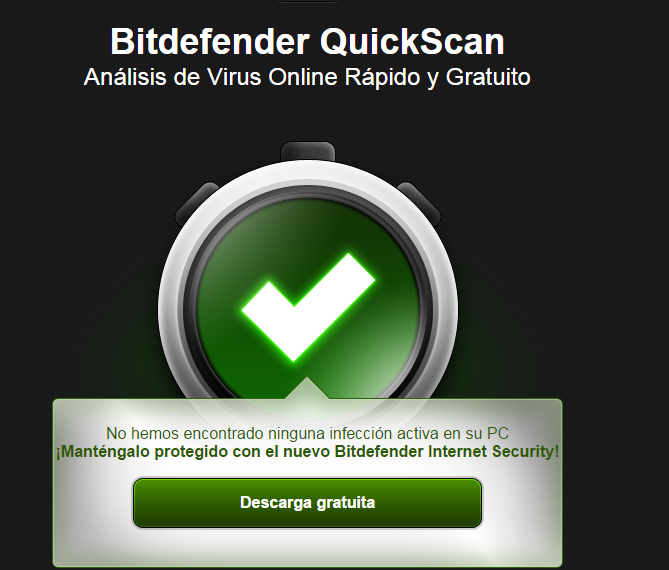 Bitdefender QuickScan
Análisis de Virus Online Rápido y Gratuito
No hemos encontrado ninguna infección activa en su PC
¡Manténgalo protegido con el nuevo Bitdefender Internet Security!
Descarga gratuita